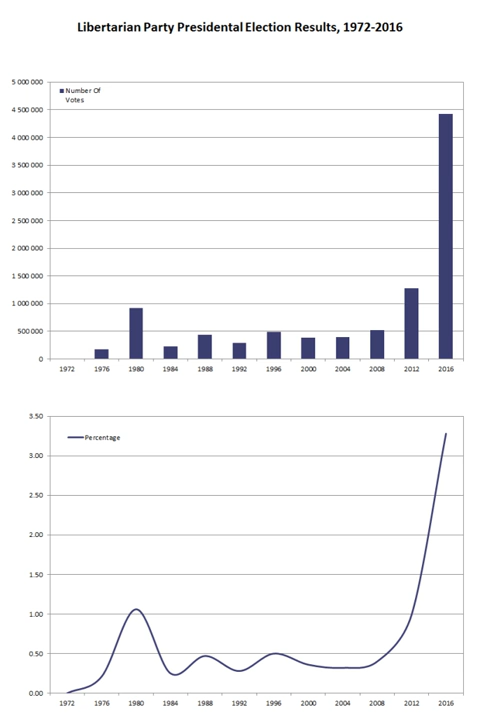 Libertarian Party Presidental Election Results, 1972-2016
5 000 000
Number Of
Votes
4 500 000
4 000 000
3 500 000
3 000 000
2 500 000
2 000 000
1 500 000
1 000 000
500 000
0
1972 1976 1980 1984 1988 1992 1996 2000 2004 2008 2012 2016
3.50
Percentage
3.00
2.50
2.00
1.50
1.00
0.50
0.00
1972 1976 1980 1984 1988 1992 1996 2000 2004 2008 2012 2016